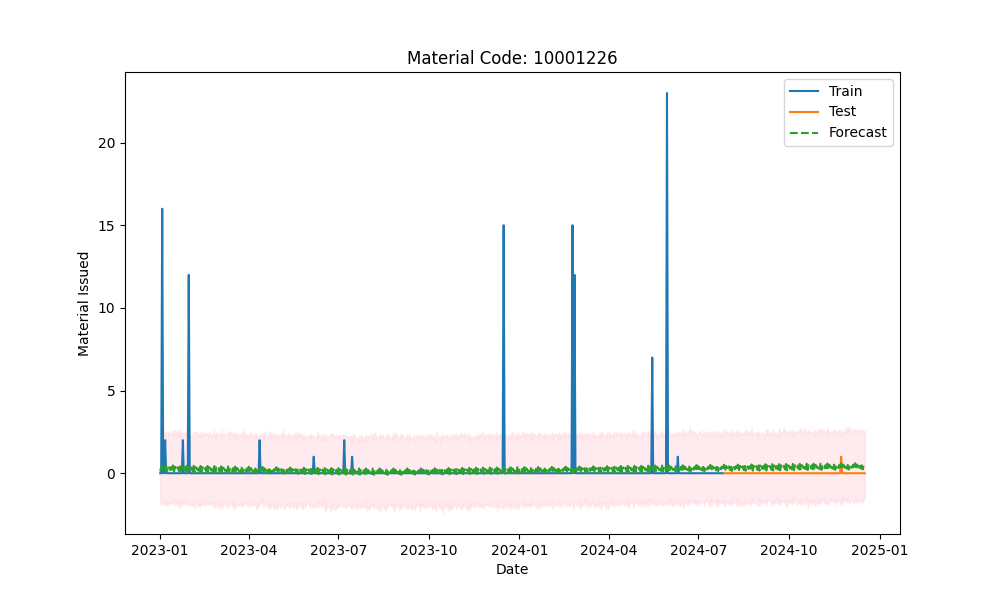 Material Code: 10001226
Train
Test
Forecast
Material Issued
20
15
10
5
0
2023-01 2023-04 2023-07 2023-10 2024-01 2024-04 2024-07 2024-10 2025-01
Date